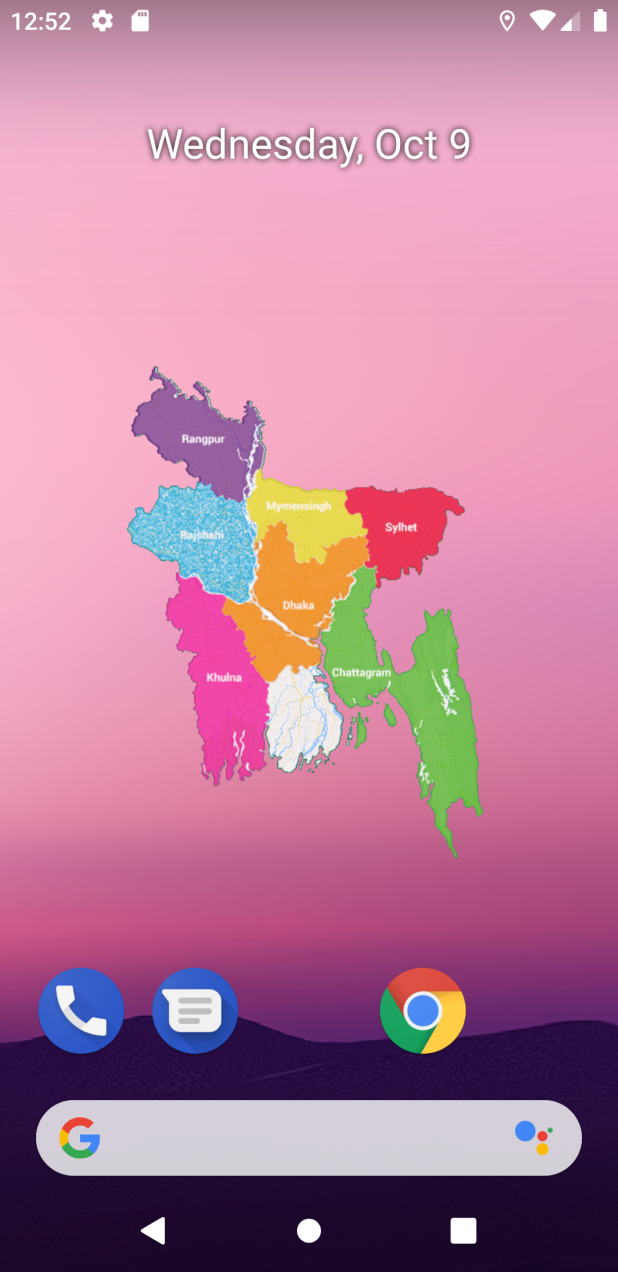 12:52
Wednesday, Oct 9
Rangpur
Mymensingh
Sylhet
Rajshahi
Dhaka
Chattagram
Khulna